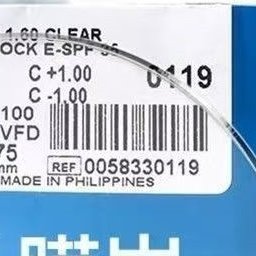 1.60 CLEAR
OCK E-SPF 35
C +1.00
0119
C -1.00
100
VFD
75
mm
REF 0058330119
MADE IN PHILIPPINES